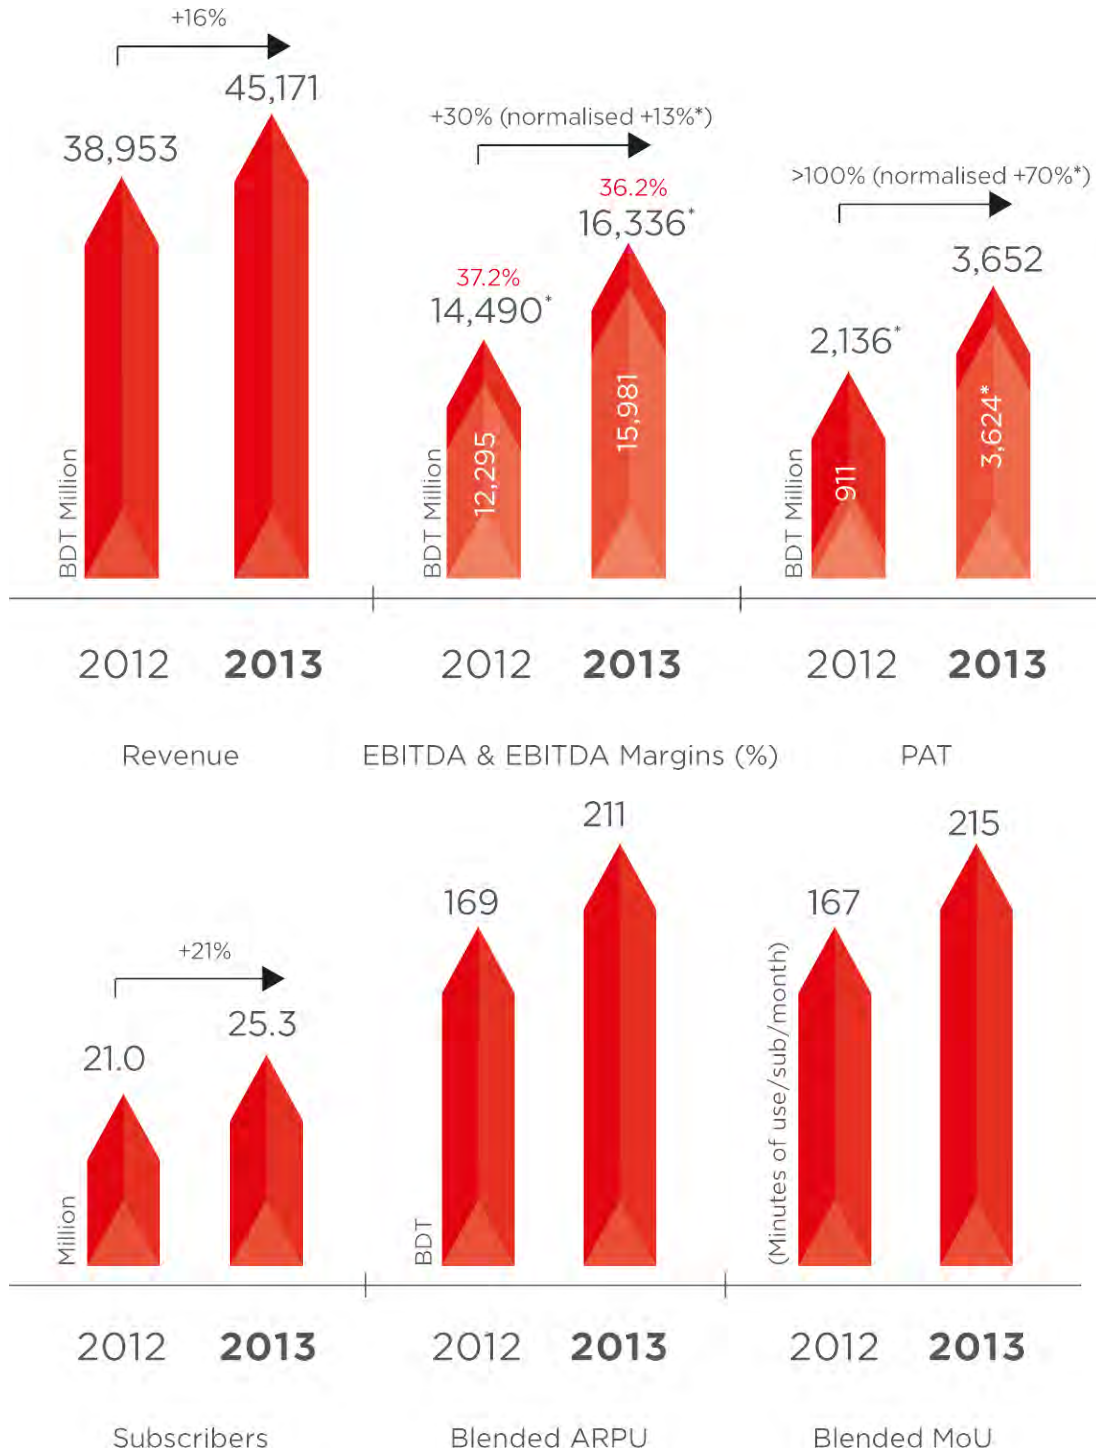 +16%
38,953
45,171
BDT Million
2012
2013
Revenue
+30% (normalised +13%*)
37.2%
14,490*
12,295
36.2%
16,336*
15,981
BDT Million
2012
2013
EBITDA & EBITDA Margins (%)
>100% (normalised +70%*)
2,136*
911
3,652
3,624*
BDT Million
2012
2013
PAT
+21%
21.0
25.3
Million
2012
2013
Subscribers
169
211
BDT
2012
2013
Blended ARPU
167
215
(Minutes of use/sub/month)
2012
2013
Blended MoU